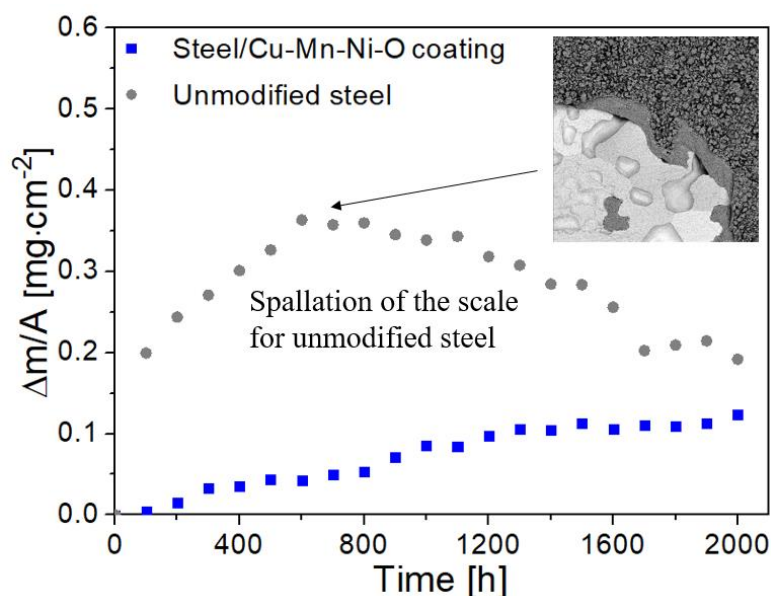 Steel/Cu-Mn-Ni-O coating
Unmodified steel
Spallation of the scale
for unmodified steel
Δm/A [mg·cm⁻²]
0.6
0.5
0.4
0.3
0.2
0.1
0.0
0 400 800 1200 1600 2000
Time [h]